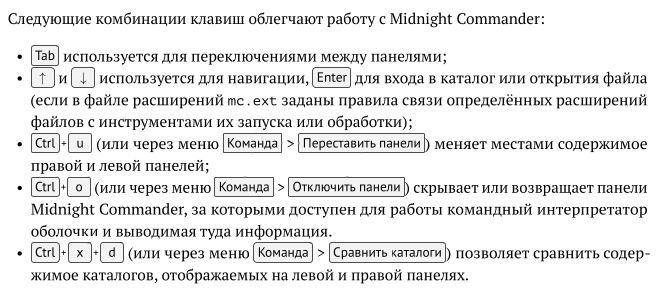 Следующие комбинации клавиш облегчают работу с Midnight Commander:
• Tab используется для переключениями между панелями;
• ↑ и ↓ используется для навигации, Enter для входа в каталог или открытия файла
(если в файле расширений mc.ext заданы правила связи определённых расширений
файлов с инструментами их запуска или обработки);
• Ctrl + u (или через меню Команда > Переставить панели) меняет местами содержимое
правой и левой панелей;
• Ctrl + o (или через меню Команда > Отключить панели) скрывает или возвращает панели
Midnight Commander, за которыми доступен для работы командный интерпретатор
оболочки и выводимая туда информация.
• Ctrl + x + d (или через меню Команда > Сравнить каталоги) позволяет сравнить содер-
жимое каталогов, отображаемых на левой и правой панелях.